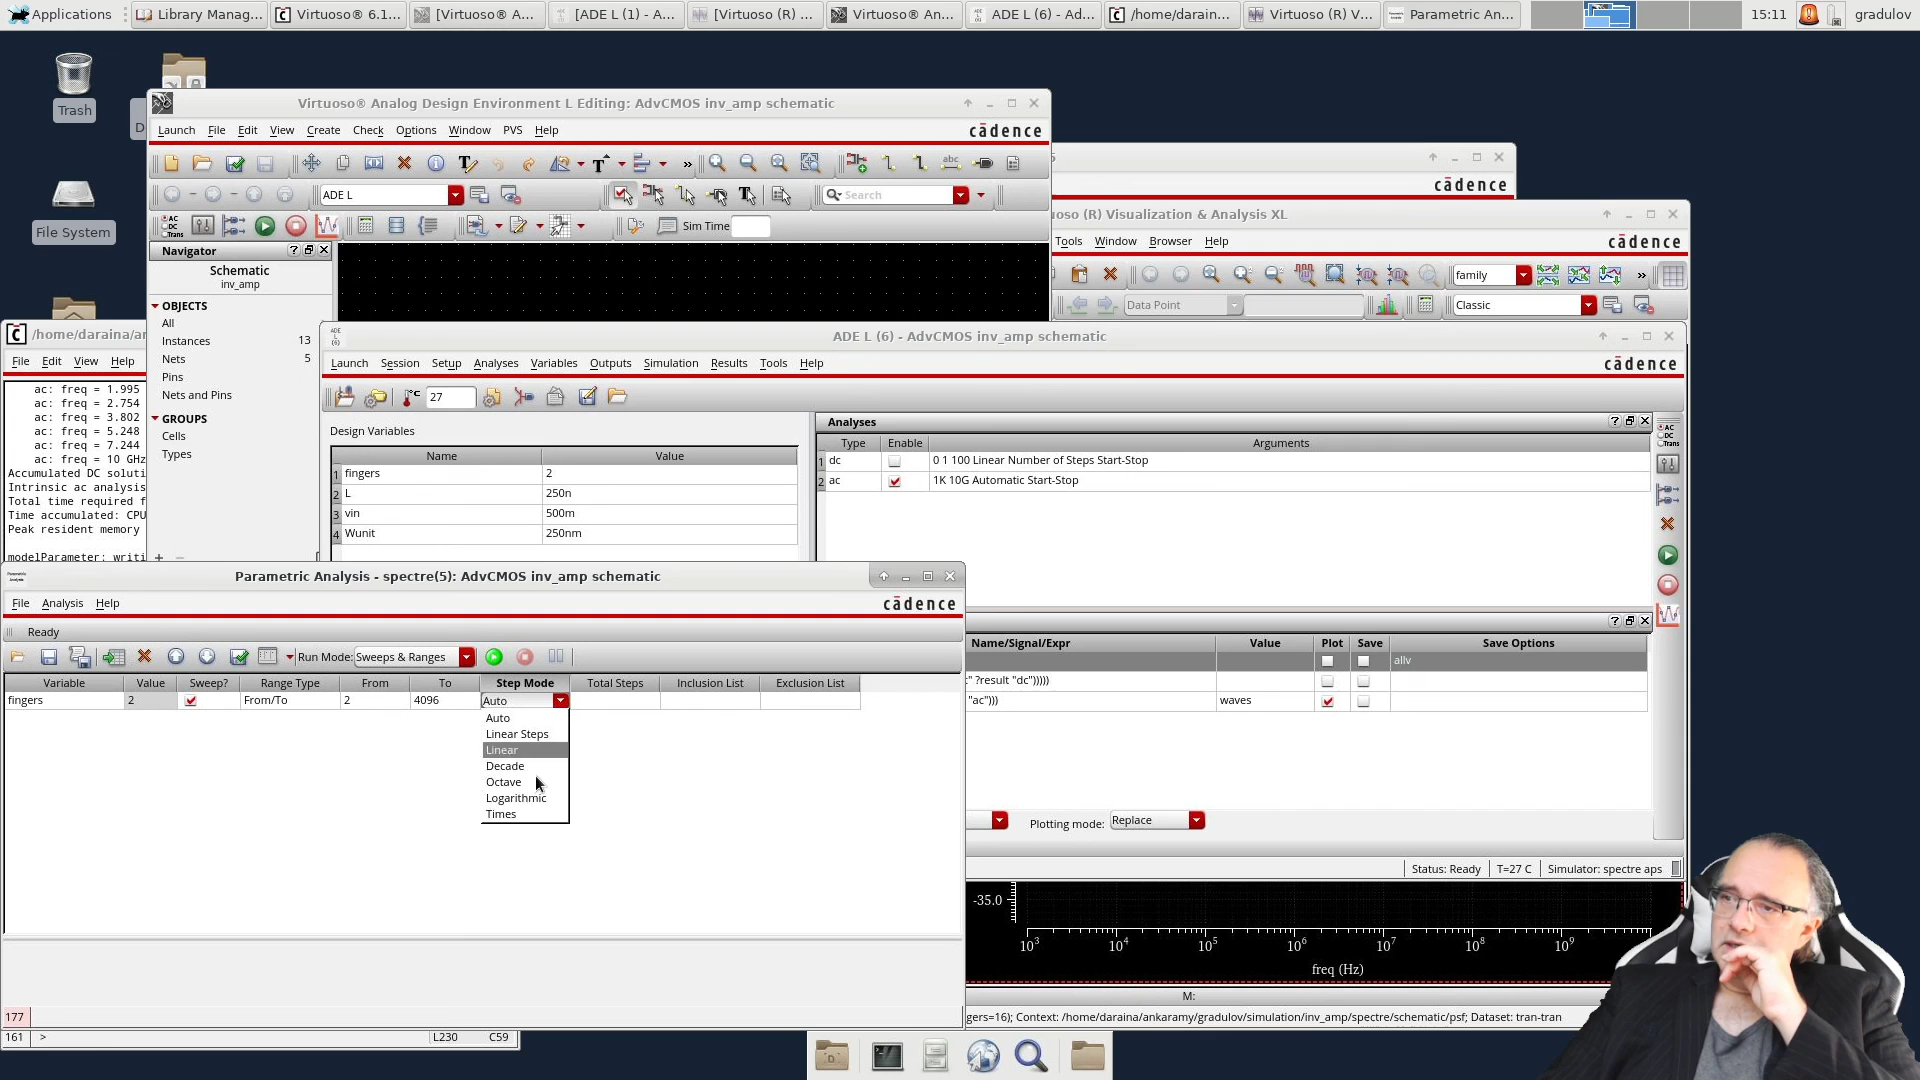 Applications
Library Manag...
Virtuoso® 6.1...
[Virtuoso® A...
[ADE L (1) - A...
[Virtuoso (R) ...
Virtuoso® An...
ADE L (6) - Ad...
/home/darain...
Virtuoso (R) V...
Parametric An...
15:11
gradulov
Trash
File System
Virtuoso® Analog Design Environment L Editing: AdvCMOS inv_amp schematic
Launch File Edit View Create Check Options Window PVS Help
cādence
ADE L
Search
Sim Time
Navigator
Schematic
inv_amp
OBJECTS
All
Instances 13
Nets 5
Pins
Nets and Pins
GROUPS
Cells
Types
cādence
uoso (R) Visualization & Analysis XL
Tools Window Browser Help
cādence
family
Data Point
Classic
/home/daraina/ar
File Edit View Help
ac: freq = 1.995
ac: freq = 2.754
ac: freq = 3.802
ac: freq = 5.248
ac: freq = 7.244
ac: freq = 10 GHz
Accumulated DC soluti
Intrinsic ac analysis
Total time required f
Time accumulated: CPU
Peak resident memory
modelParameter: writi
ADE L (6) - AdvCMOS inv_amp schematic
Launch Session Setup Analyses Variables Outputs Simulation Results Tools Help
cādence
27
Design Variables
Name Value
1 fingers 2
2 L 250n
3 vin 500m
4 Wunit 250nm
Analyses
Type Enable Arguments
1 dc 0 1 100 Linear Number of Steps Start-Stop
2 ac 1K 10G Automatic Start-Stop
AC
DC
Trans
Name/Signal/Expr Value Plot Save Save Options
allv
" ?result "dc")))))
"ac"))) waves
Plotting mode: Replace
Status: Ready T=27 C Simulator: spectre aps
Parametric Analysis - spectre(5): AdvCMOS inv_amp schematic
File Analysis Help
cādence
Ready
Run Mode: Sweeps & Ranges
Variable Value Sweep? Range Type From To Step Mode Total Steps Inclusion List Exclusion List
fingers 2 From/To 2 4096 Auto
Auto
Linear Steps
Linear
Decade
Octave
Logarithmic
Times
177
161 >
L230 C59
-35.0
10³ 10⁴ 10⁵ 10⁶ 10⁷ 10⁸ 10⁹
freq (Hz)
M:
gers=16); Context: /home/daraina/ankaramy/gradulov/simulation/inv_amp/spectre/schematic/psf; Dataset: tran-tran